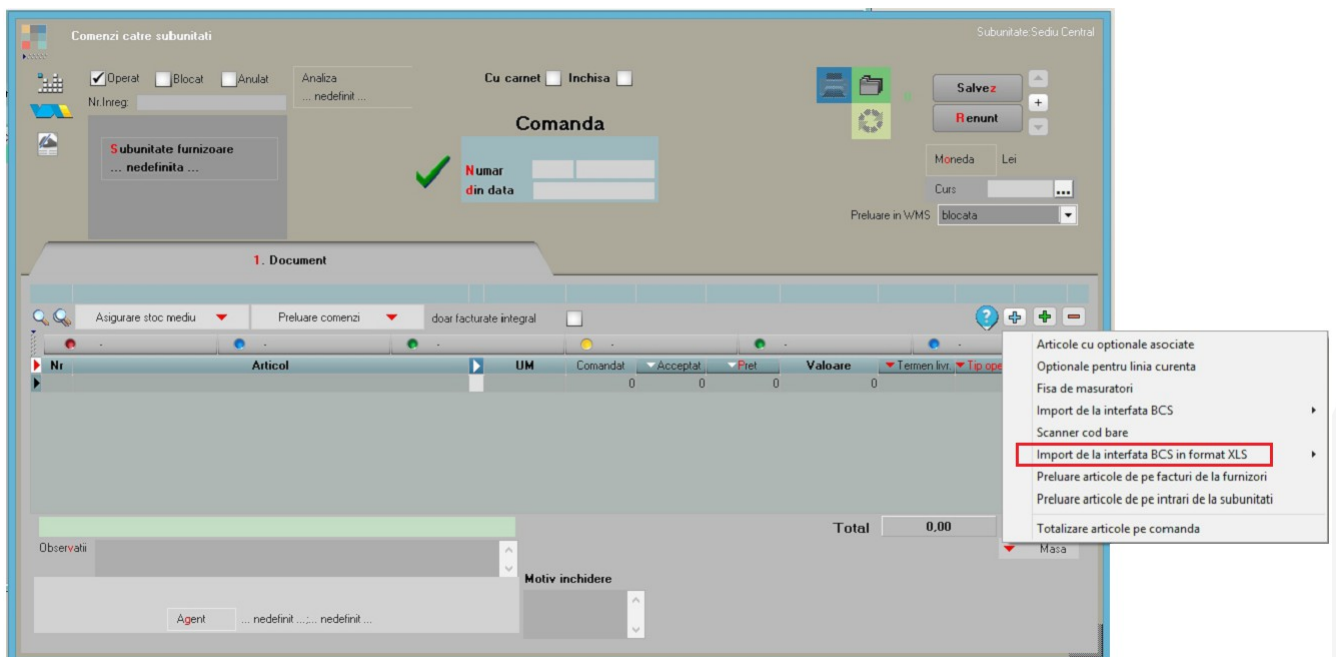 Comenzi catre subunitati
Subunitate: Sediu Central
Operat Blocat Anulat
Analiza
... nedefinit ...
Cu carnet Inchisa
Salvez
Nr.Inreg:
Comanda
Renunt
Subunitate furnizoare
... nedefinita ...
Numar
din data
Moneda Lei
Curs ...
Preluare in WMS blocata
1. Document
Asigurare stoc mediu Preluare comenzi doar facturate integral
Nr Articol UM Comandat Acceptat Pret Valoare Termen livr. Tip ope
0 0 0 0
Articole cu optionale asociate
Optionale pentru linia curenta
Fisa de masuratori
Import de la interfata BCS
Scanner cod bare
Import de la interfata BCS in format XLS
Preluare articole de pe facturi de la furnizori
Preluare articole de pe intrari de la subunitati
Totalizare articole pe comanda
Total 0,00
Masa
Observatii
Motiv inchidere
Agent ... nedefinit ...;... nedefinit ...